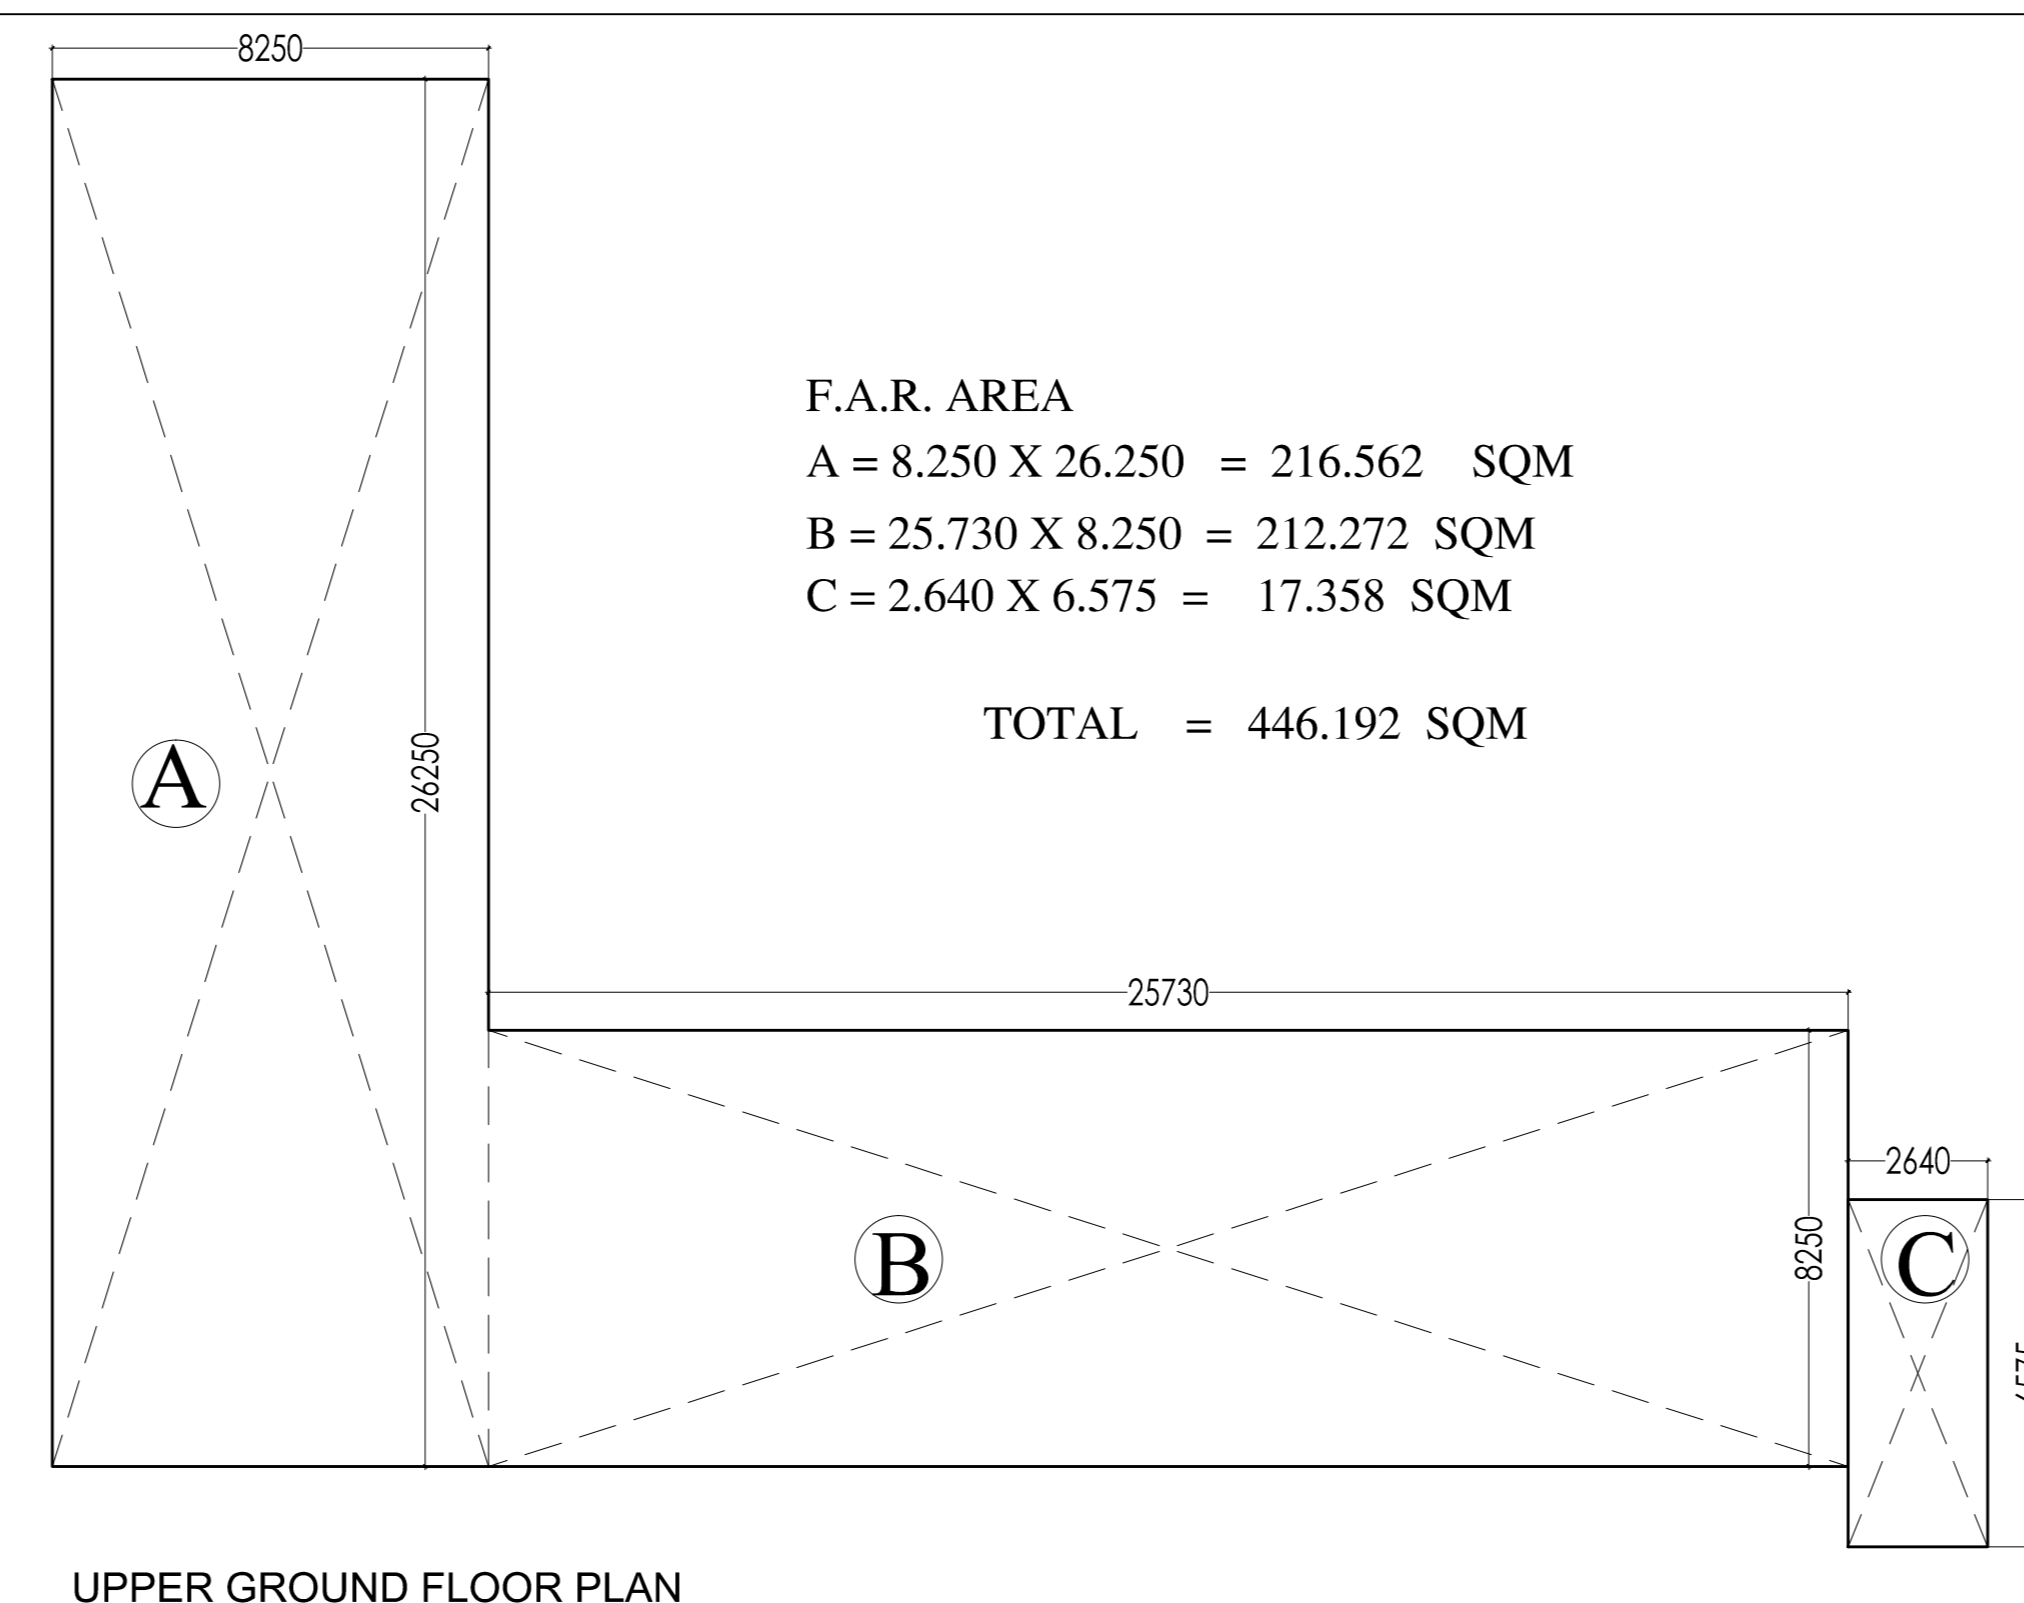 8250
F.A.R. AREA
A = 8.250 X 26.250 = 216.562 SQM
B = 25.730 X 8.250 = 212.272 SQM
C = 2.640 X 6.575 = 17.358 SQM
TOTAL = 446.192 SQM
A
26250
25730
2640
B
8250
C
UPPER GROUND FLOOR PLAN